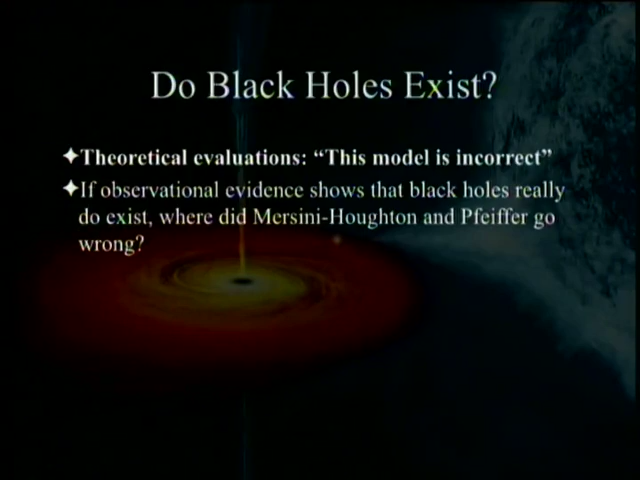 Do Black Holes Exist?
✦Theoretical evaluations: “This model is incorrect”
✦If observational evidence shows that black holes really
do exist, where did Mersini-Houghton and Pfeiffer go
wrong?